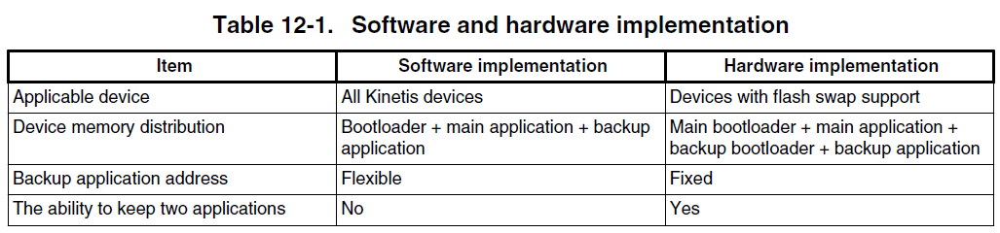 Table 12-1. Software and hardware implementation
Item Software implementation Hardware implementation
Applicable device All Kinetis devices Devices with flash swap support
Device memory distribution Bootloader + main application + backup Main bootloader + main application +
application backup bootloader + backup application
Backup application address Flexible Fixed
The ability to keep two applications No Yes